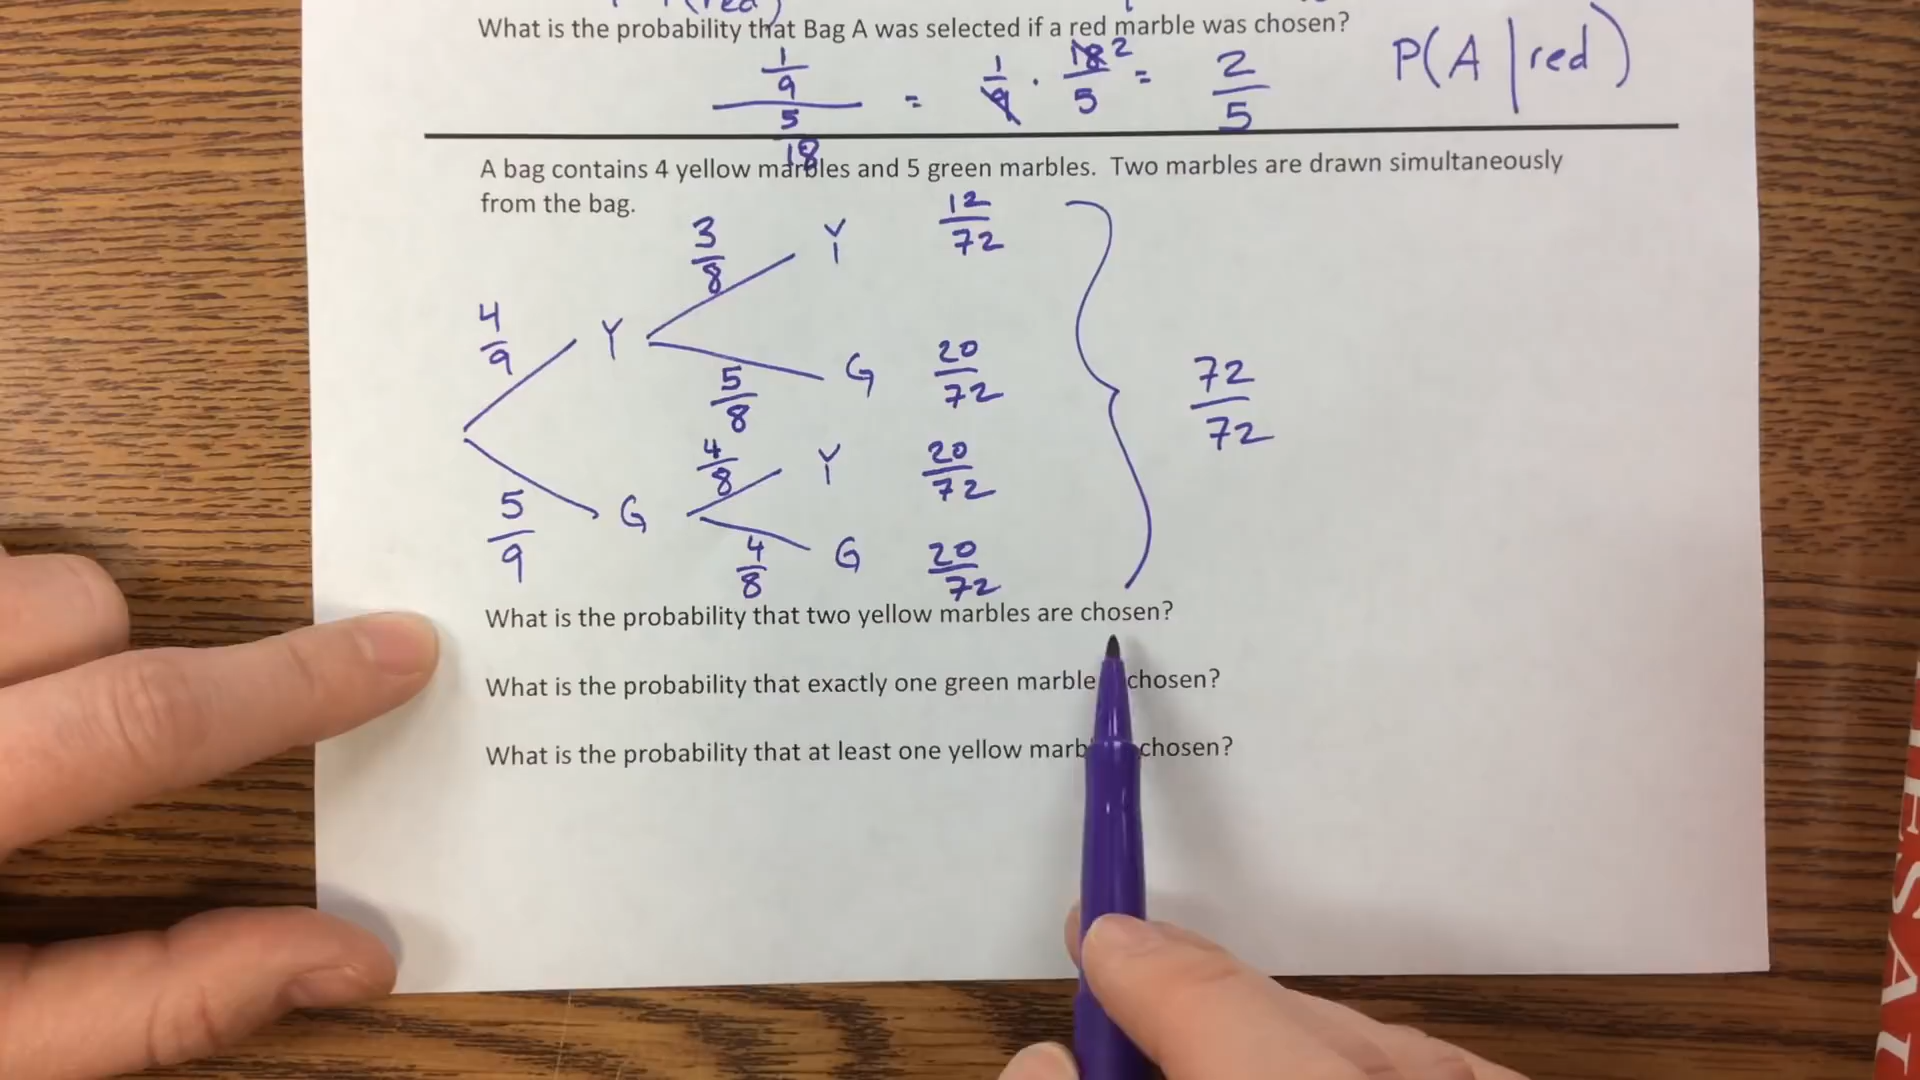 (red)
What is the probability that Bag A was selected if a red marble was chosen?
1/9 / 5/18 = 1/9 · 18 2/5 = 2/5 P(A | red)
A bag contains 4 yellow marbles and 5 green marbles. Two marbles are drawn simultaneously
from the bag.
3/8 Y 12/72
4/9 Y
5/8 G 20/72
72/72
4/8 Y 20/72
5/9 G
4/8 G 20/72
What is the probability that two yellow marbles are chosen?
What is the probability that exactly one green marble chosen?
What is the probability that at least one yellow marb chosen?
ESAL